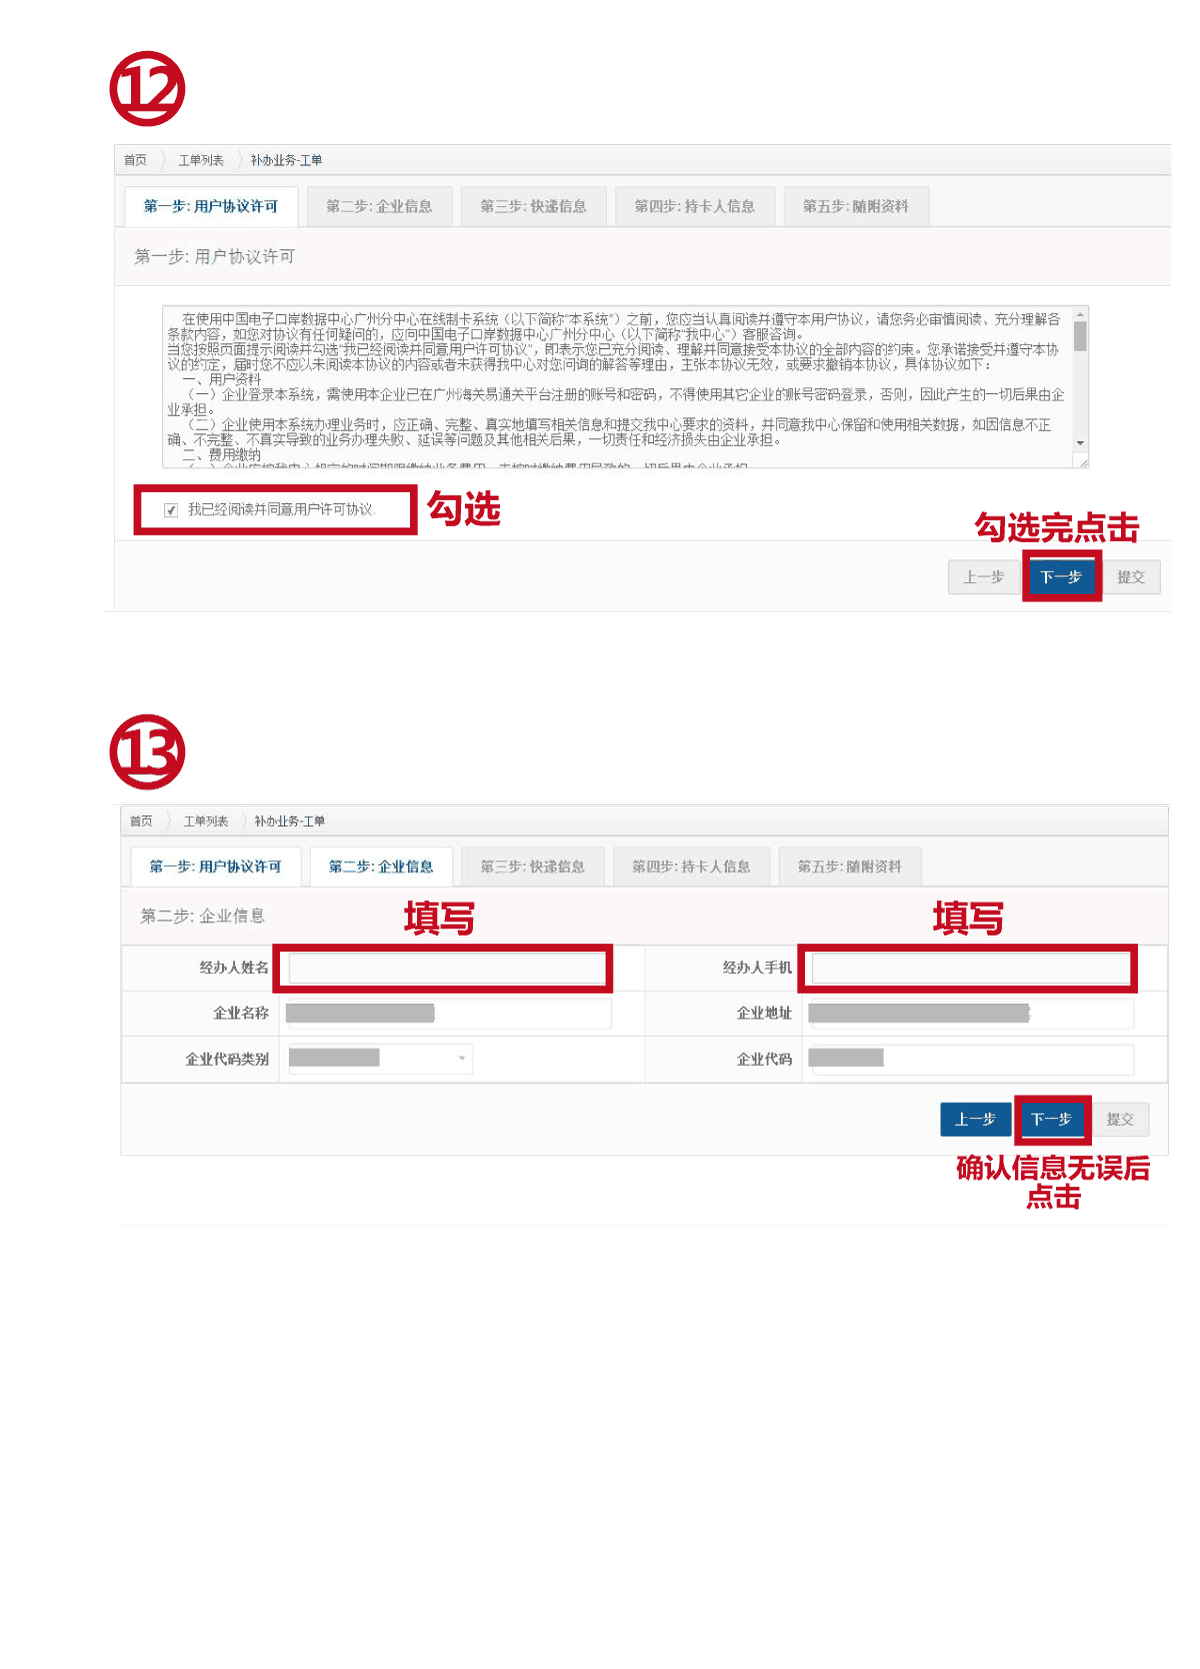 ⑫
首页 工单列表 补办业务-工单
第一步: 用户协议许可 第二步: 企业信息 第三步: 快递信息 第四步: 持卡人信息 第五步: 随附资料
第一步: 用户协议许可
在使用中国电子口岸数据中心广州分中心在线制卡系统（以下简称“本系统”）之前，您应当认真阅读并遵守本用户协议，请您务必审慎阅读、充分理解各
条款内容，如您对协议有任何疑问的，应向中国电子口岸数据中心广州分中心（以下简称“我中心“）客服咨询。
当您按照页面提示阅读并勾选“我已经阅读并同意用户许可协议”，即表示您已充分阅读、理解并同意接受本协议的全部内容的约束。您承诺接受并遵守本协
议的约定，届时您不应以未阅读本协议的内容或者未获得我中心对您问询的解答等理由，主张本协议无效，或要求撤销本协议，具体协议如下：
一、用户资料
（一）企业登录本系统，需使用本企业已在广州海关易通关平台注册的账号和密码，不得使用其它企业的账号密码登录，否则，因此产生的一切后果由企
业承担。
（二）企业使用本系统办理业务时，应正确、完整、真实地填写相关信息和提交我中心要求的资料，并同意我中心保留和使用相关数据，如因信息不正
确、不完整、不真实导致的业务办理失败、延误等问题及其他相关后果，一切责任和经济损失由企业承担。
二、费用缴纳
我已经阅读并同意用户许可协议. 勾选
勾选完点击
上一步 下一步 提交
⑬
首页 工单列表 补办业务-工单
第一步: 用户协议许可 第二步: 企业信息 第三步: 快递信息 第四步: 持卡人信息 第五步: 随附资料
第二步: 企业信息 填写 填写
经办人姓名 经办人手机
企业名称 企业地址
企业代码类别 企业代码
上一步 下一步 提交
确认信息无误后
点击